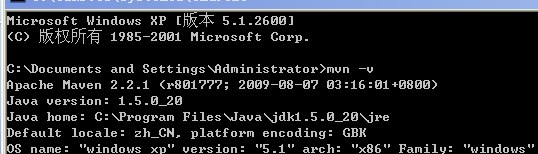 Microsoft Windows XP [版本 5.1.2600]
(C) 版权所有 1985-2001 Microsoft Corp.
C:\Documents and Settings\Administrator>mvn -v
Apache Maven 2.2.1 (r801777; 2009-08-07 03:16:01+0800)
Java version: 1.5.0_20
Java home: C:\Program Files\Java\jdk1.5.0_20\jre
Default locale: zh_CN, platform encoding: GBK
OS name: "windows xp" version: "5.1" arch: "x86" Family: "windows"